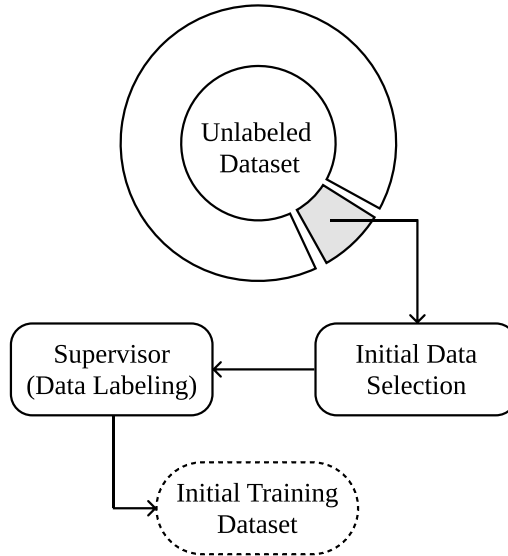 Unlabeled
Dataset
Initial Data
Selection
Supervisor
(Data Labeling)
Initial Training
Dataset